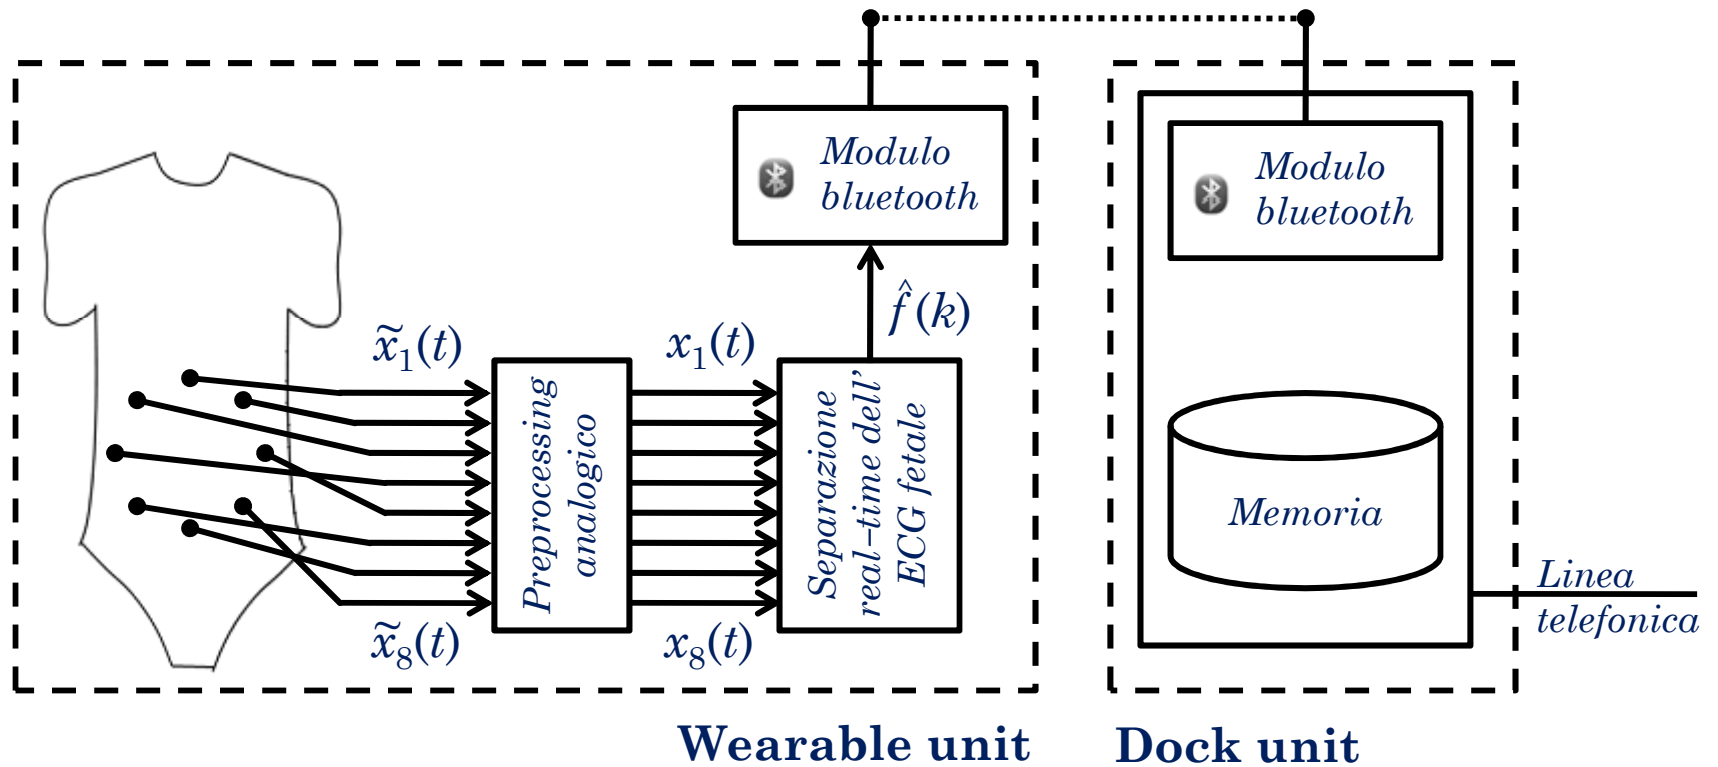 Modulo
bluetooth
Modulo
bluetooth
f̂(k)
x̃₁(t)
x₁(t)
Preprocessing
analogico
Separazione
real-time dell'
ECG fetale
Memoria
Linea
telefonica
x̃₈(t)
x₈(t)
Wearable unit
Dock unit